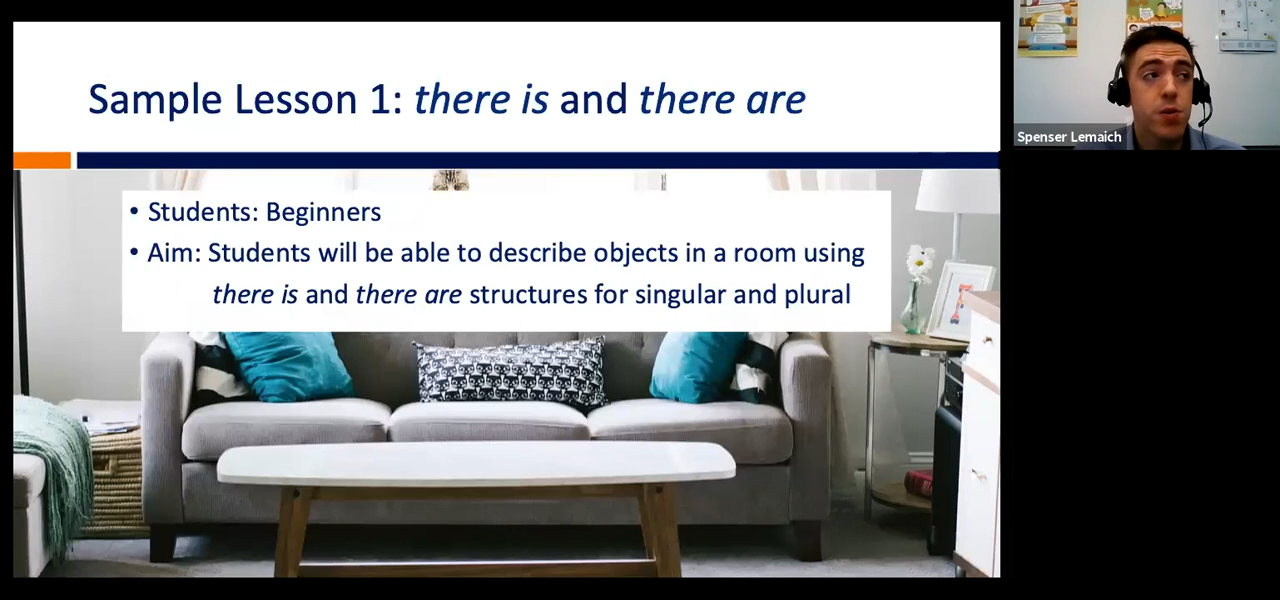 Sample Lesson 1: there is and there are
• Students: Beginners
• Aim: Students will be able to describe objects in a room using
there is and there are structures for singular and plural
Spenser Lemaich